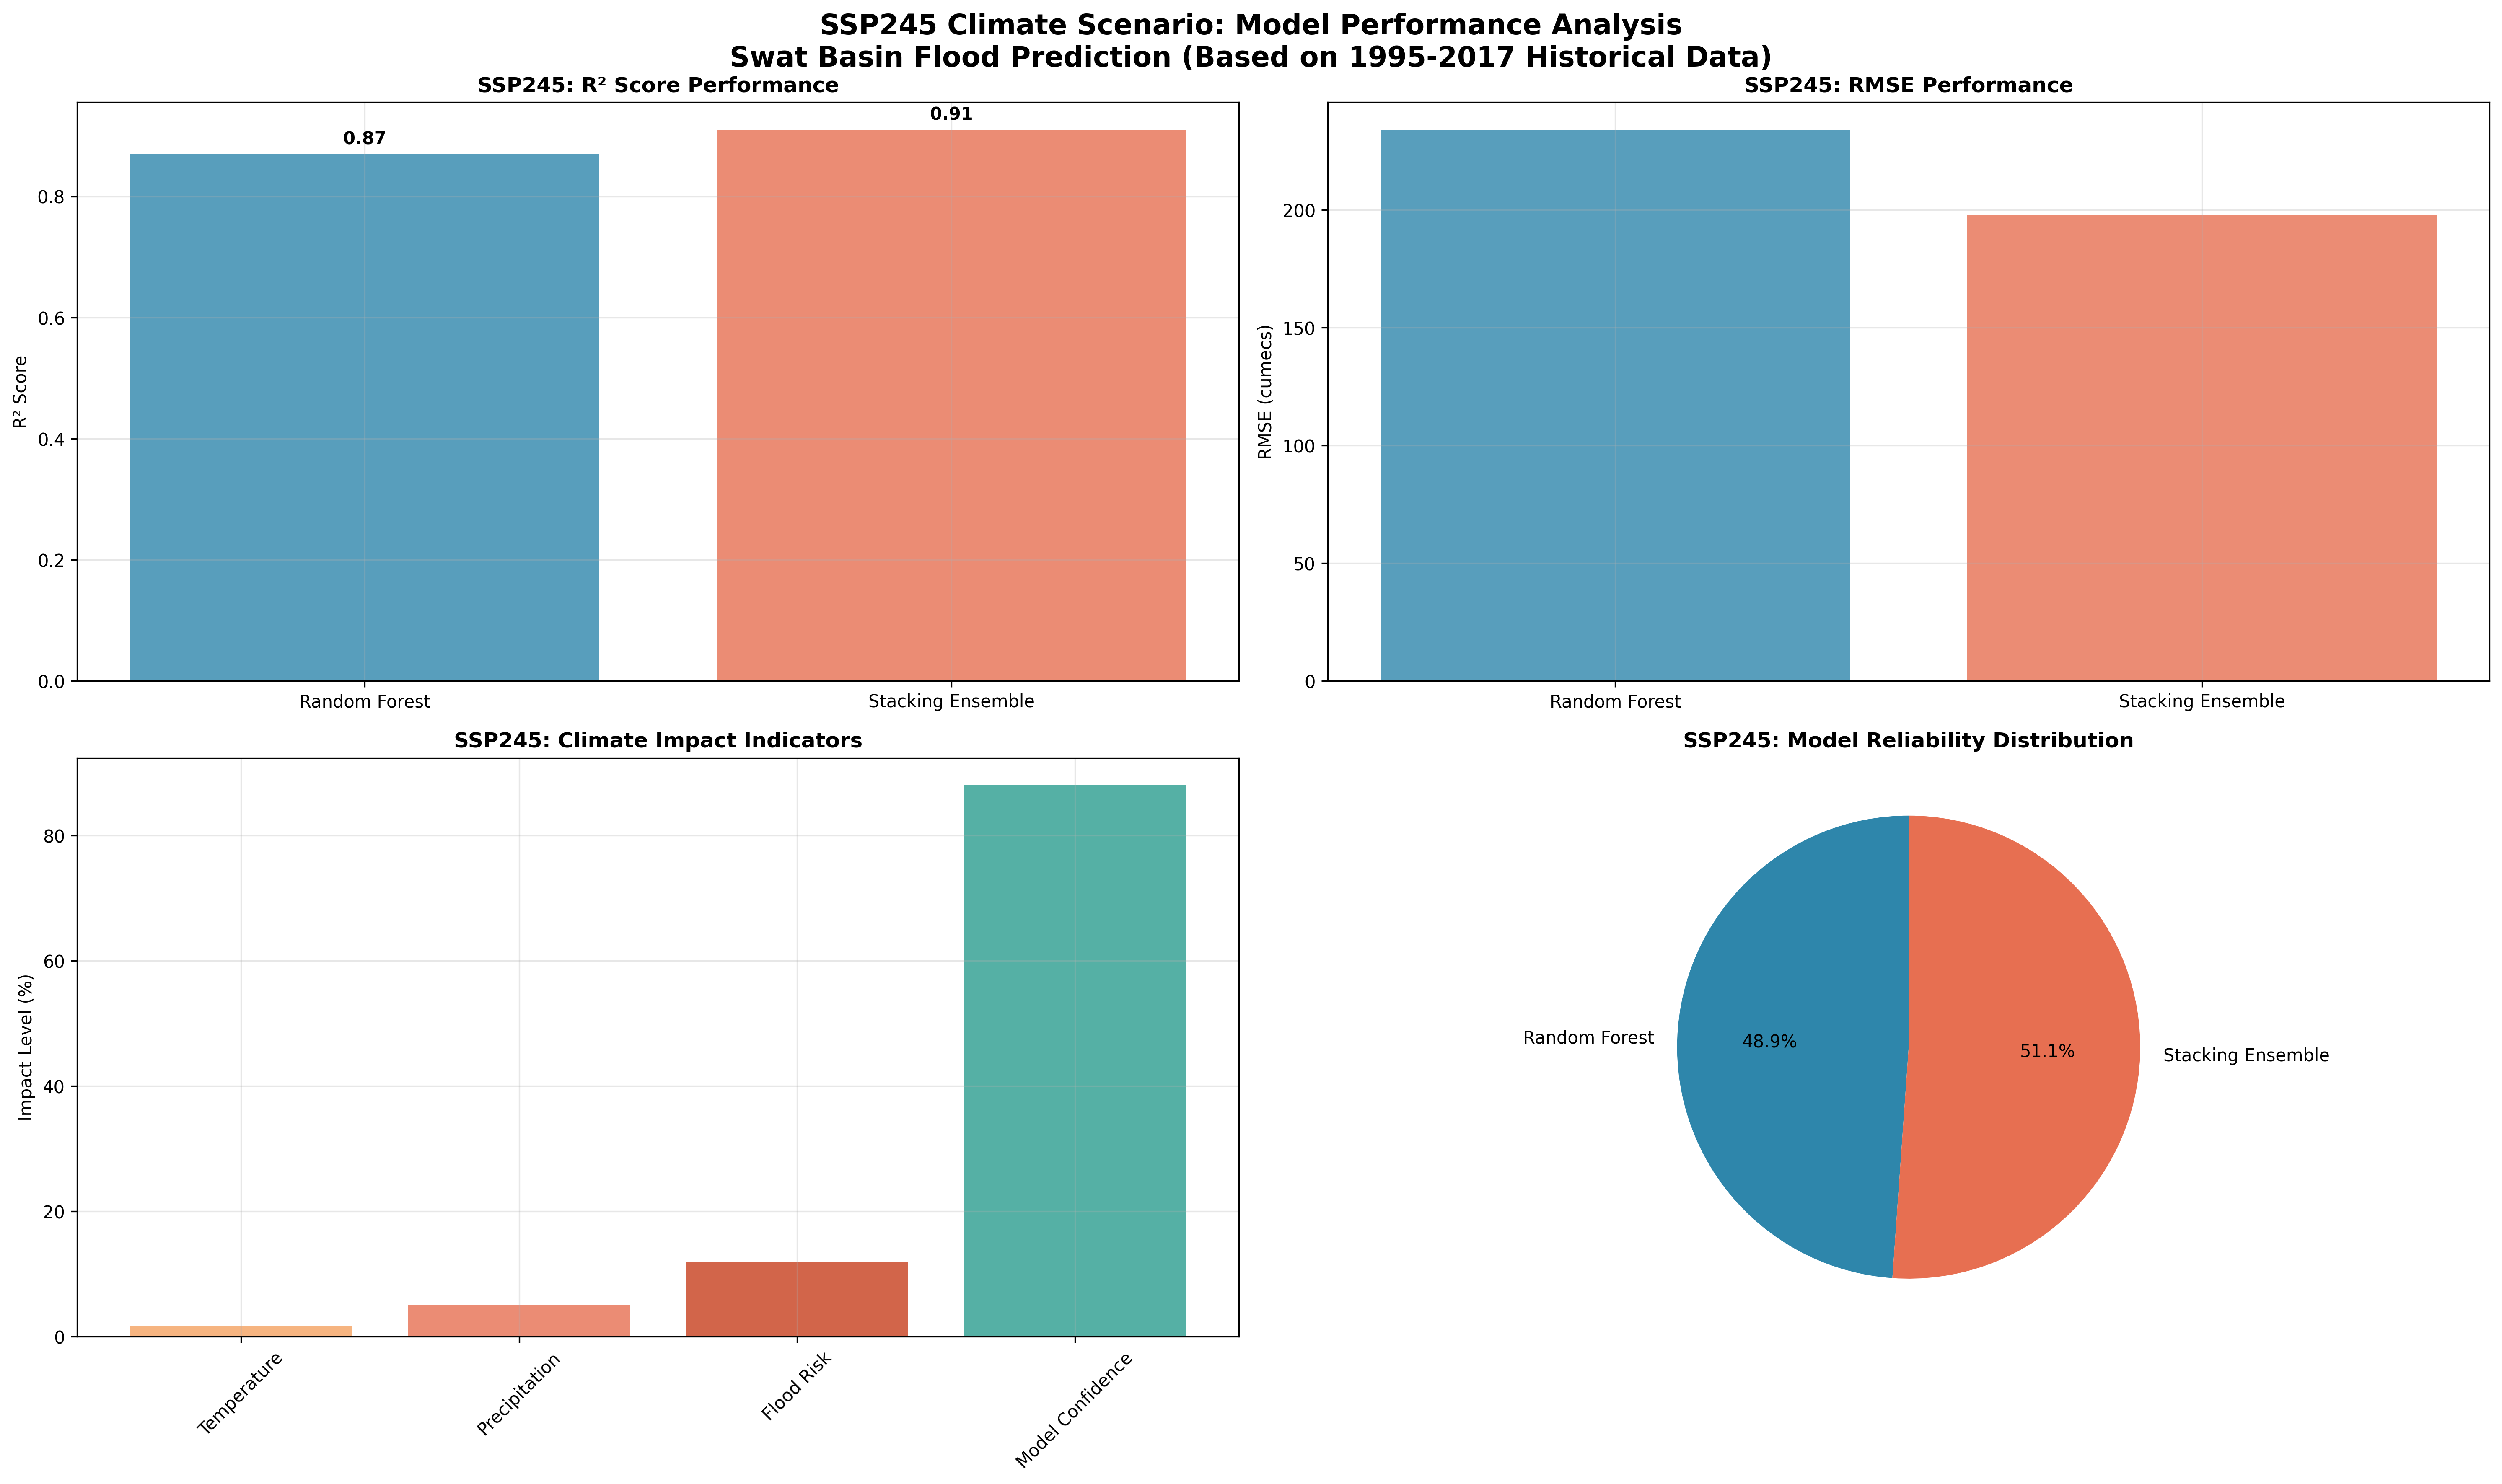 SSP245 Climate Scenario: Model Performance Analysis
Swat Basin Flood Prediction (Based on 1995-2017 Historical Data)
SSP245: R² Score Performance
R² Score
0.8
0.6
0.4
0.2
0.0
0.87
0.91
Random Forest
Stacking Ensemble
SSP245: RMSE Performance
RMSE (cumecs)
200
150
100
50
0
Random Forest
Stacking Ensemble
SSP245: Climate Impact Indicators
Impact Level (%)
80
60
40
20
0
Temperature
Precipitation
Flood Risk
Model Confidence
SSP245: Model Reliability Distribution
Random Forest
48.9%
51.1%
Stacking Ensemble